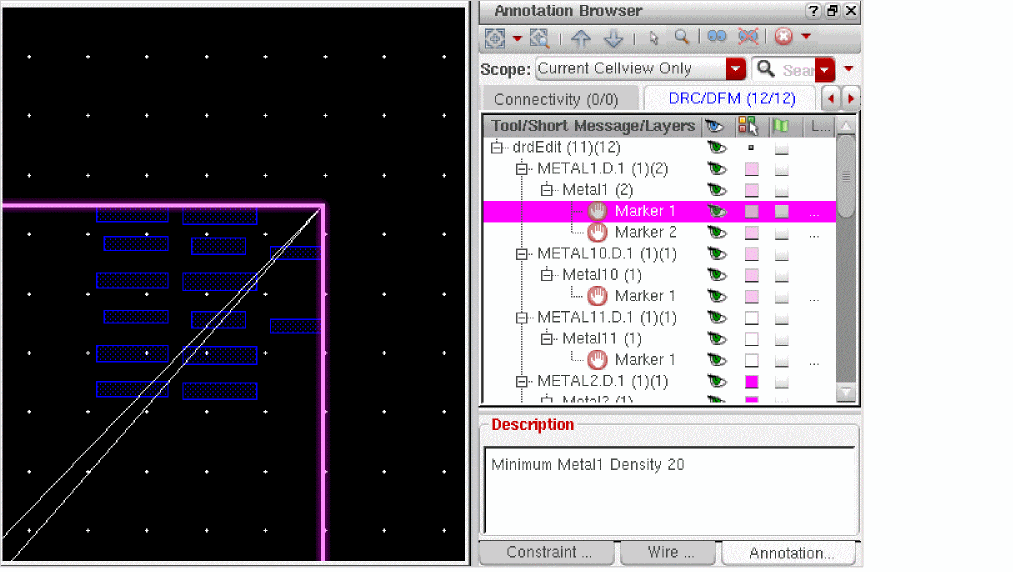 Annotation Browser
Scope: Current Cellview Only Sear
Connectivity (0/0) DRC/DFM (12/12)
Tool/Short Message/Layers L...
drdEdit (11)(12)
METAL1.D.1 (1)(2)
Metal1 (2)
Marker 1 ...
Marker 2 ...
METAL10.D.1 (1)(1)
Metal10 (1)
Marker 1 ...
METAL11.D.1 (1)(1)
Metal11 (1)
Marker 1 ...
METAL2.D.1 (1)(1)
Metal2 (1)
Description
Minimum Metal1 Density 20
Constraint ... Wire ... Annotation...